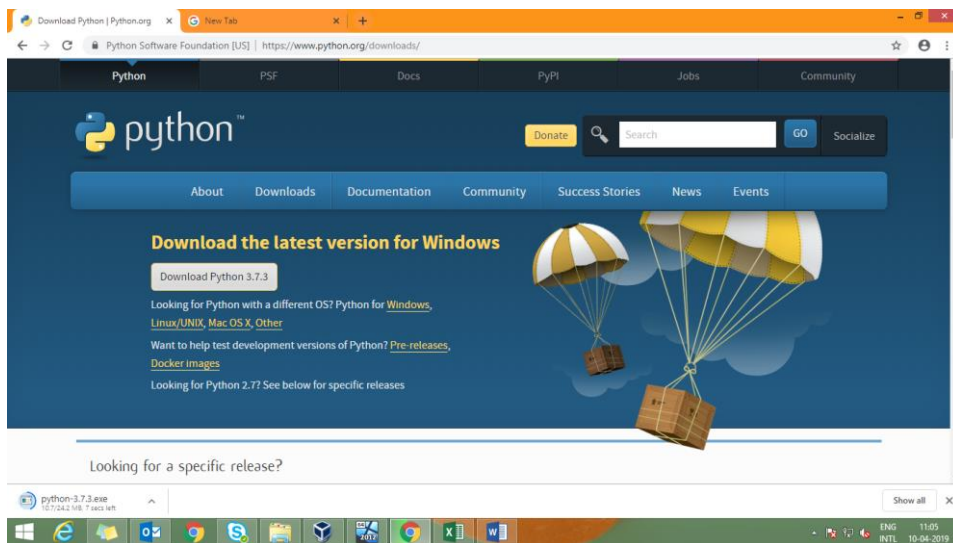 Download Python | Python.org
New Tab
Python Software Foundation [US] | https://www.python.org/downloads/
Python PSF Docs PyPI Jobs Community
python™
Donate Search GO Socialize
About Downloads Documentation Community Success Stories News Events
Download the latest version for Windows
Download Python 3.7.3
Looking for Python with a different OS? Python for Windows,
Linux/UNIX, Mac OS X, Other
Want to help test development versions of Python? Pre-releases,
Docker images
Looking for Python 2.7? See below for specific releases
Looking for a specific release?
python-3.7.3.exe
10.7/24.2 MB, 7 secs left
Show all
ENG 11:05
INTL 10-04-2019